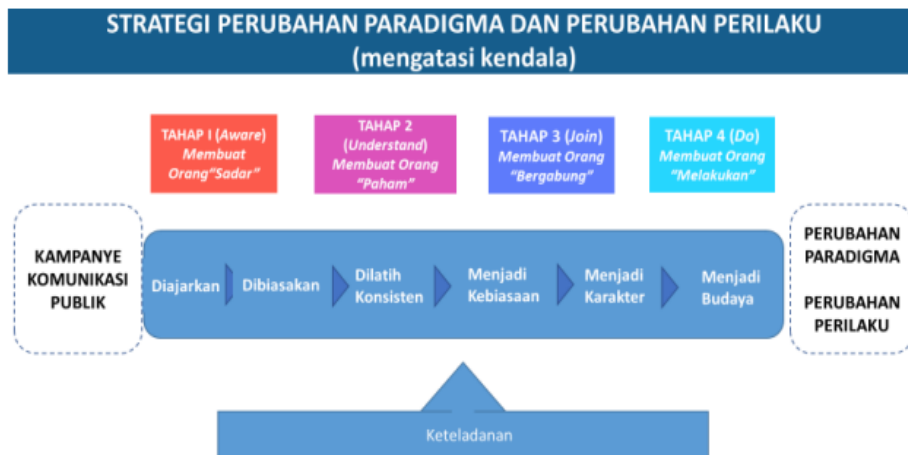 STRATEGI PERUBAHAN PARADIGMA DAN PERUBAHAN PERILAKU
(mengatasi kendala)
TAHAP I (Aware)
Membuat
Orang"Sadar"
TAHAP 2
(Understand)
Membuat Orang
"Paham"
TAHAP 3 (Join)
Membuat Orang
"Bergabung"
TAHAP 4 (Do)
Membuat Orang
"Melakukan"
KAMPANYE
KOMUNIKASI
PUBLIK
Diajarkan
Dibiasakan
Dilatih
Konsisten
Menjadi
Kebiasaan
Menjadi
Karakter
Menjadi
Budaya
PERUBAHAN
PARADIGMA
PERUBAHAN
PERILAKU
Keteladanan